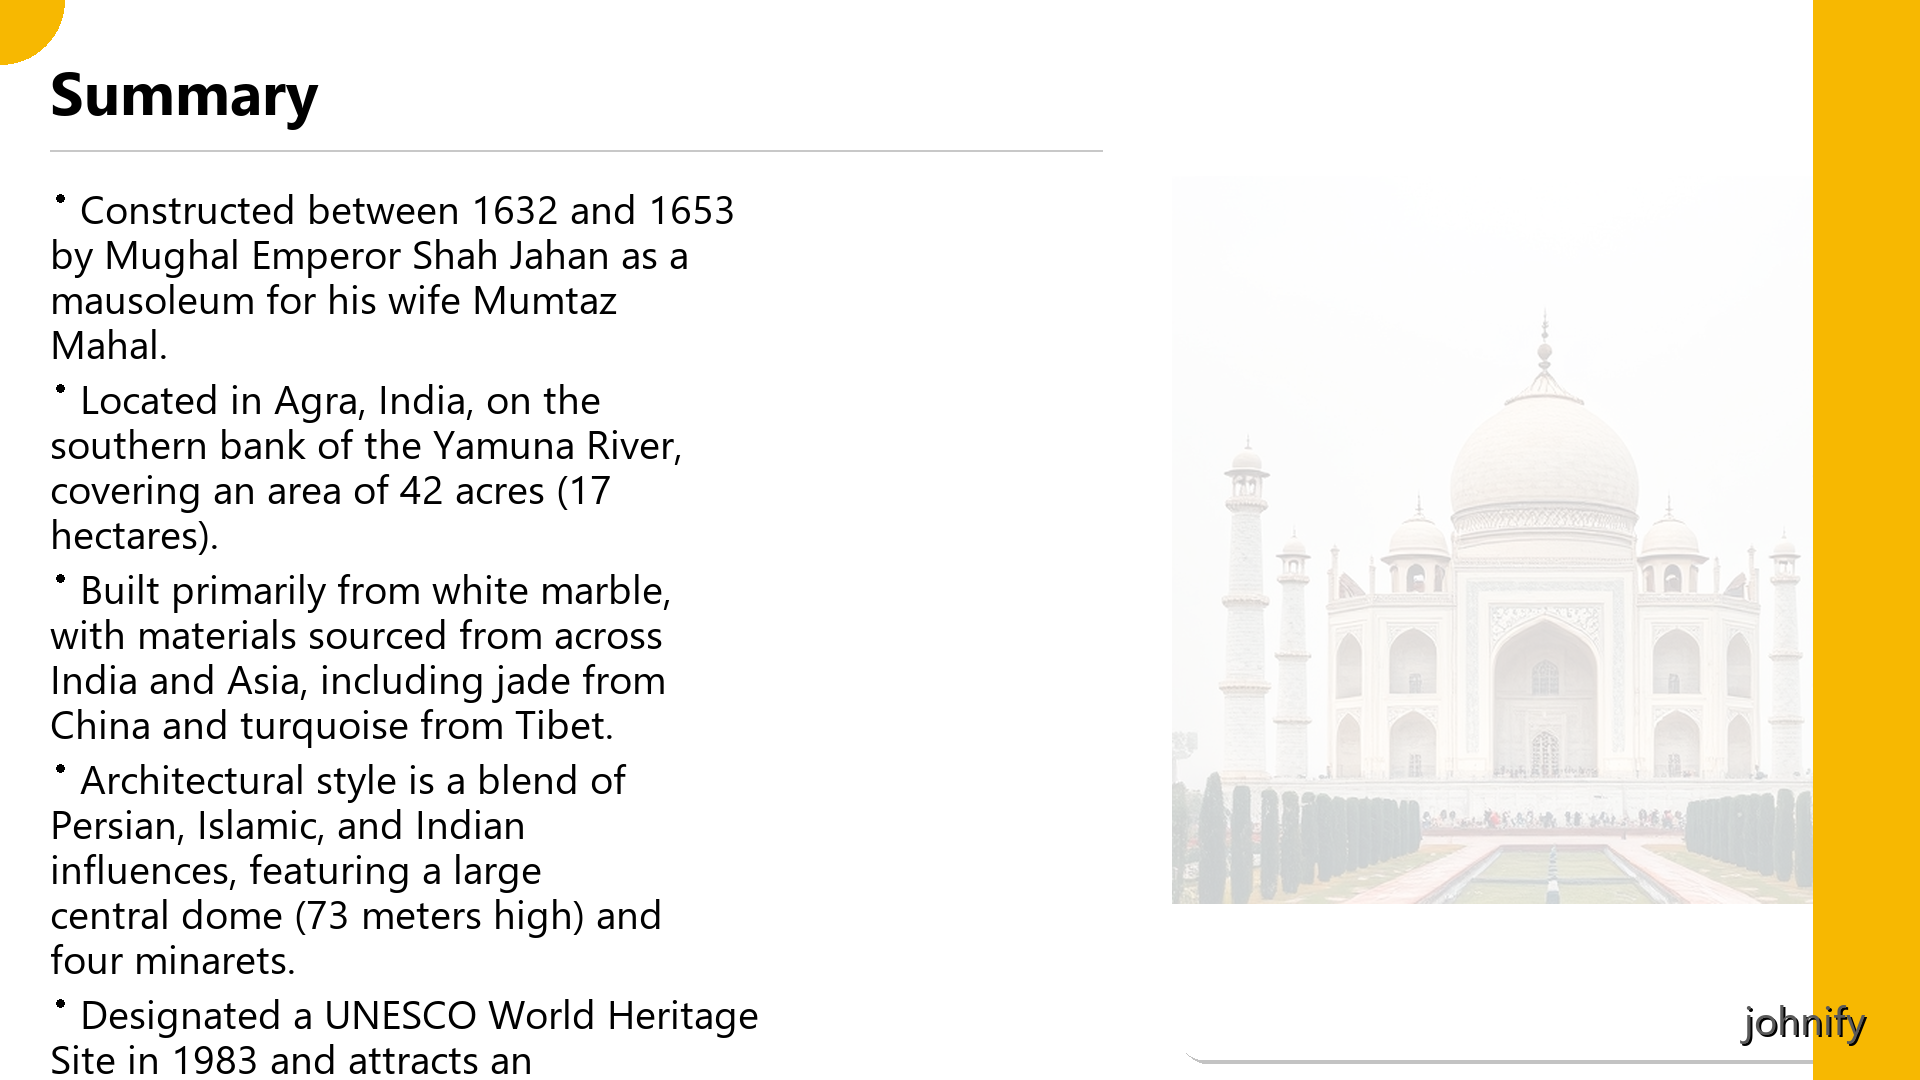 Summary
• Constructed between 1632 and 1653
by Mughal Emperor Shah Jahan as a
mausoleum for his wife Mumtaz
Mahal.
• Located in Agra, India, on the
southern bank of the Yamuna River,
covering an area of 42 acres (17
hectares).
• Built primarily from white marble,
with materials sourced from across
India and Asia, including jade from
China and turquoise from Tibet.
• Architectural style is a blend of
Persian, Islamic, and Indian
influences, featuring a large
central dome (73 meters high) and
four minarets.
• Designated a UNESCO World Heritage
Site in 1983 and attracts an
johnify